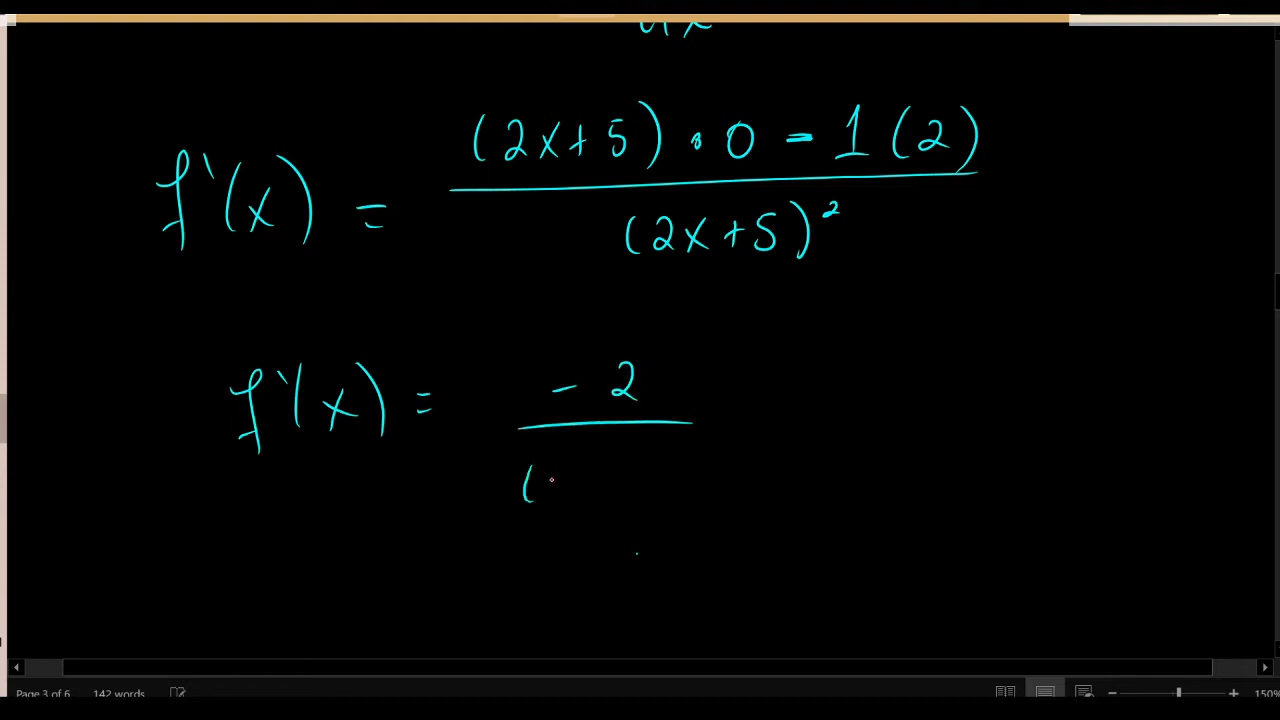 (2x+5) • 0 = 1 (2)
f'(x) =
(2x+5)²
- 2
f'(x) =
(
Page 3 of 6 142 words 150%